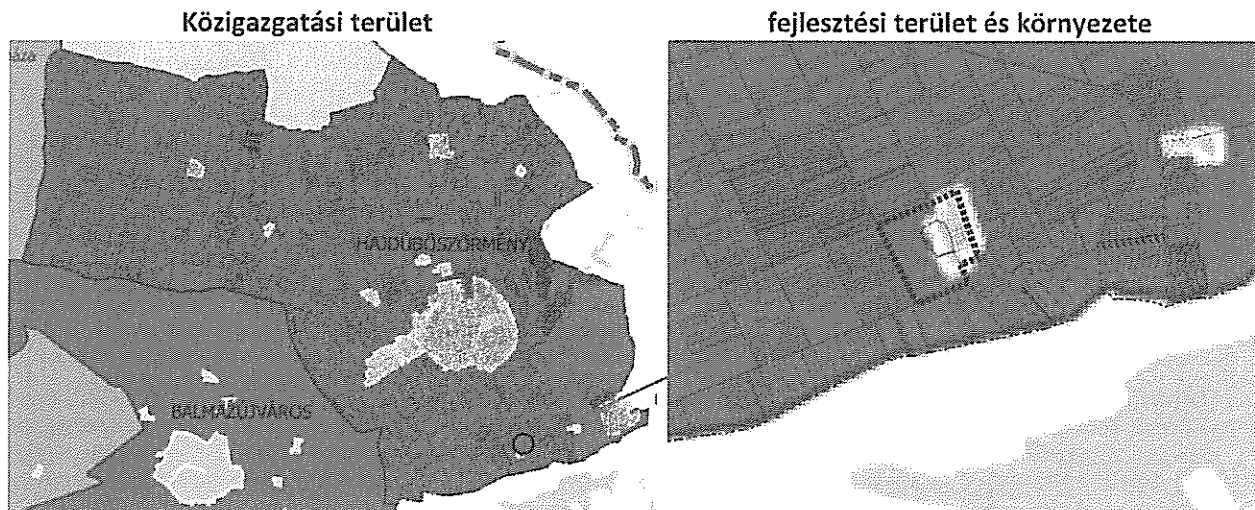 Közigazgatási terület
fejlesztési terület és környezete
HAJDÚBÖSZÖRMÉNY
BALMAZÚJVÁROS